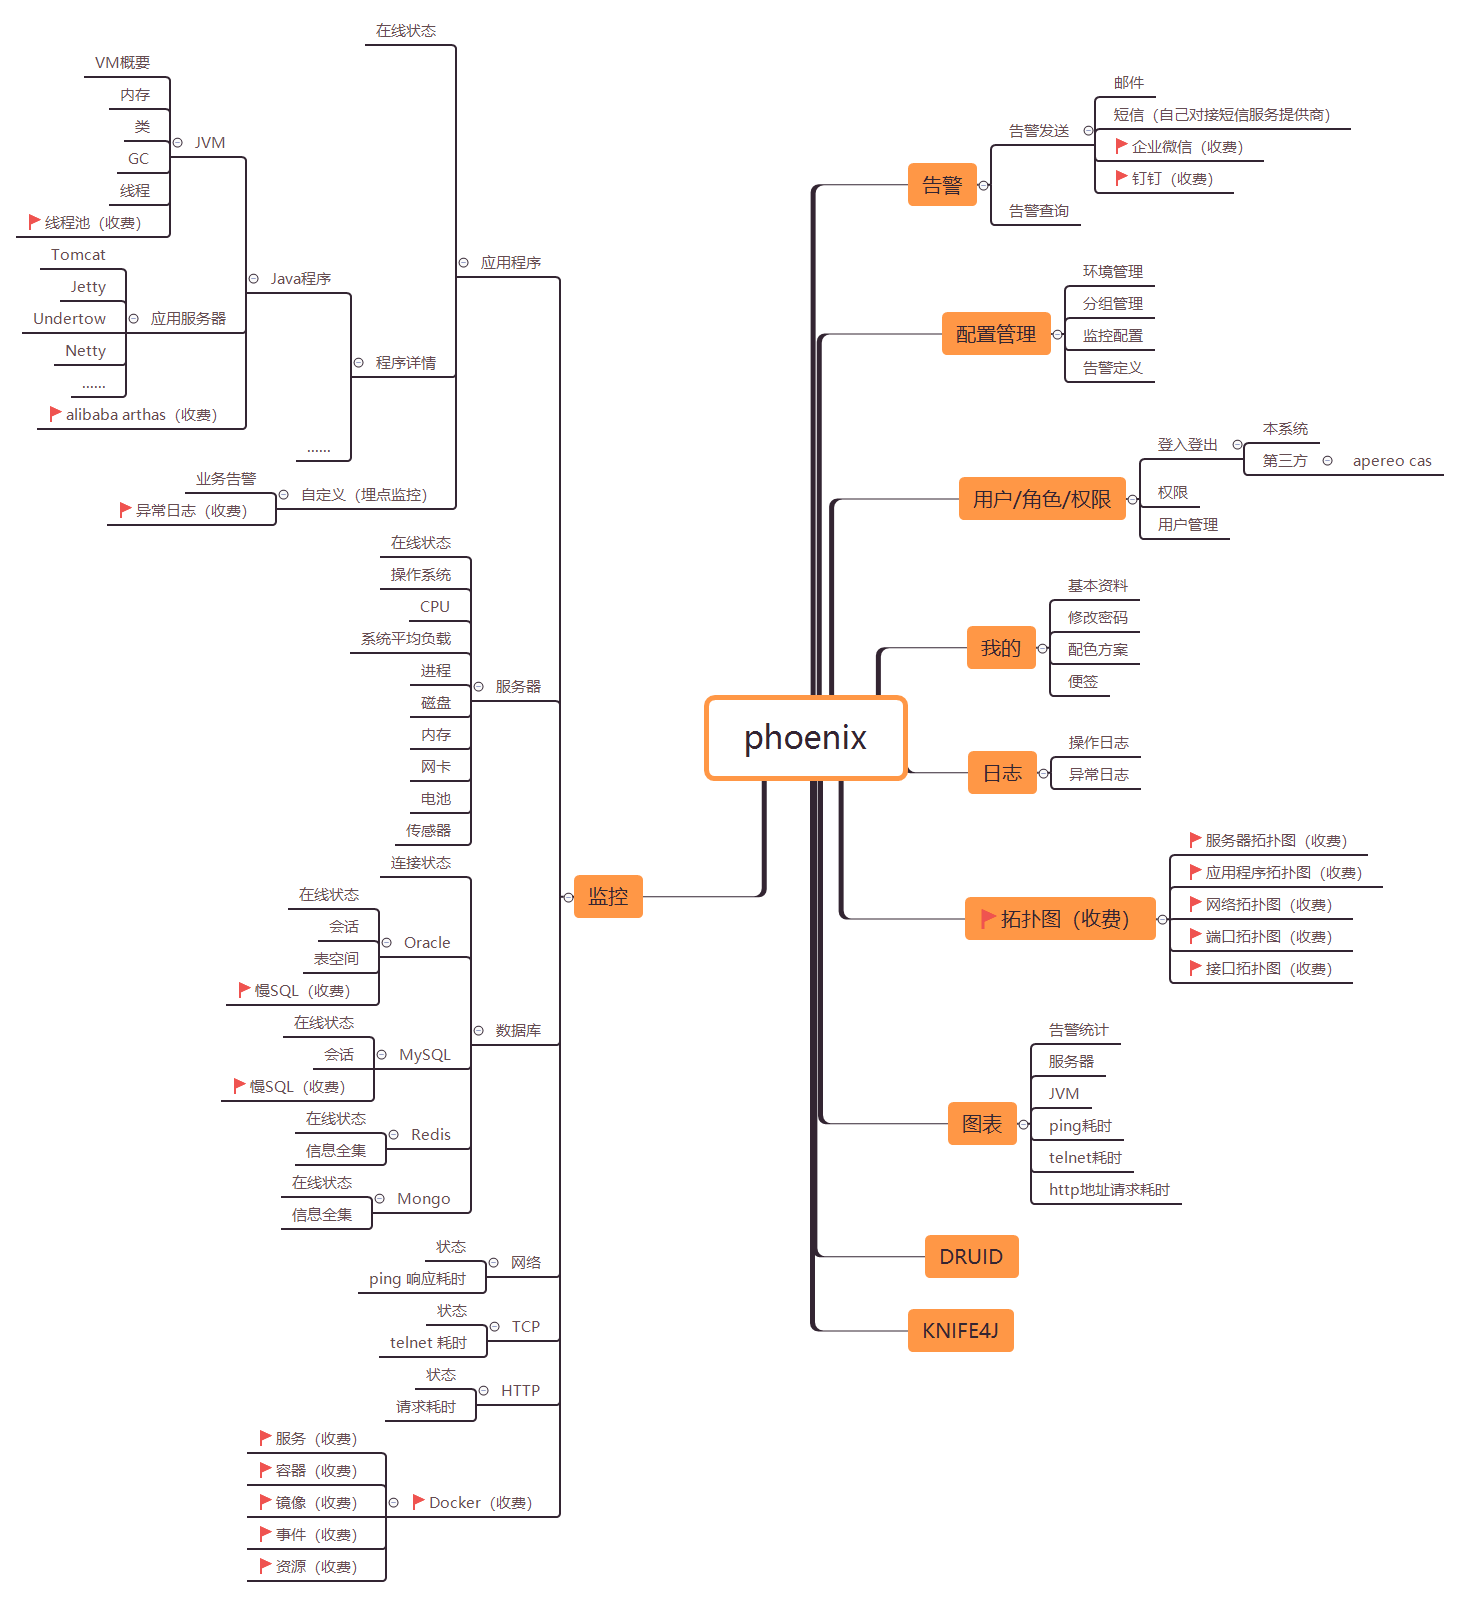 phoenix
监控
应用程序
在线状态
程序详情
Java程序
JVM
VM概要
内存
类
GC
线程
线程池（收费）
应用服务器
Tomcat
Jetty
Undertow
Netty
......
alibaba arthas（收费）
......
自定义（埋点监控）
业务告警
异常日志（收费）
服务器
在线状态
操作系统
CPU
系统平均负载
进程
磁盘
内存
网卡
电池
传感器
数据库
连接状态
Oracle
在线状态
会话
表空间
慢SQL（收费）
MySQL
在线状态
会话
慢SQL（收费）
Redis
在线状态
信息全集
Mongo
在线状态
信息全集
网络
状态
ping 响应耗时
TCP
状态
telnet 耗时
HTTP
状态
请求耗时
Docker（收费）
服务（收费）
容器（收费）
镜像（收费）
事件（收费）
资源（收费）
告警
告警发送
邮件
短信（自己对接短信服务提供商）
企业微信（收费）
钉钉（收费）
告警查询
配置管理
环境管理
分组管理
监控配置
告警定义
用户/角色/权限
登入登出
本系统
第三方
apereo cas
权限
用户管理
我的
基本资料
修改密码
配色方案
便签
日志
操作日志
异常日志
拓扑图（收费）
服务器拓扑图（收费）
应用程序拓扑图（收费）
网络拓扑图（收费）
端口拓扑图（收费）
接口拓扑图（收费）
图表
告警统计
服务器
JVM
ping耗时
telnet耗时
http地址请求耗时
DRUID
KNIFE4J